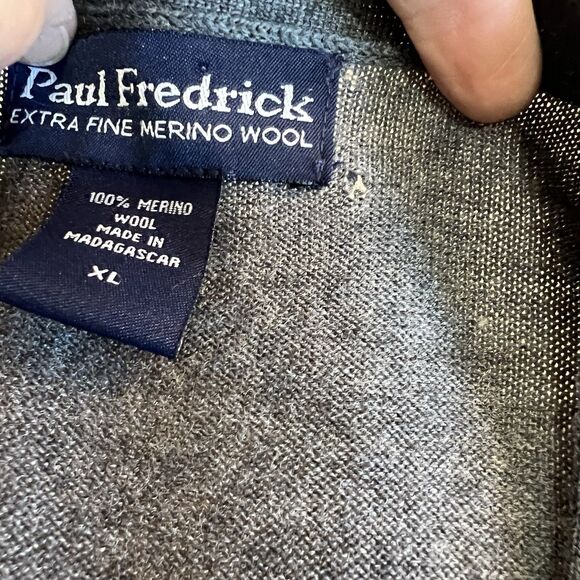 Paul Fredrick
EXTRA FINE MERINO WOOL
100% MERINO
WOOL
MADE IN
MADAGASCAR
XL